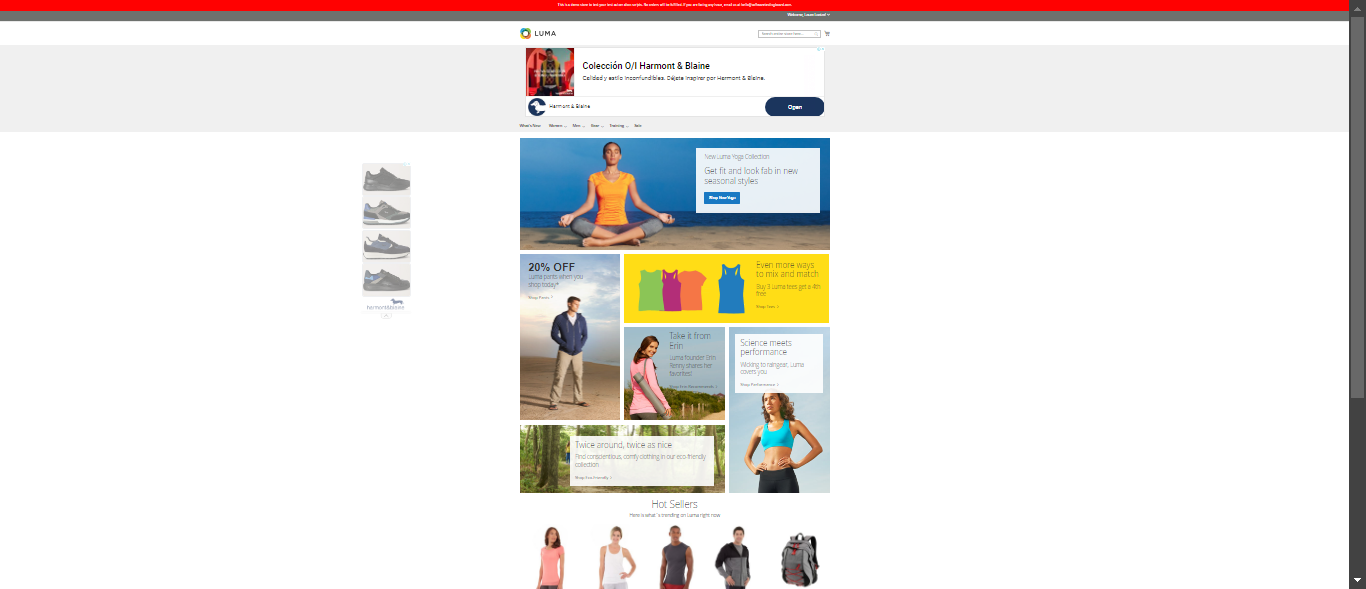 This is a demo store to test your test automation scripts. No orders will be fulfilled. If you are facing any issue, email us at hello@softwaretestingboard.com.
LUMA
Search entire store here...
Colección O/I Harmont & Blaine
Calidad y estilo inconfundibles. Déjate inspirar por Harmont & Blaine.
Harmont & Blaine
Open
What's New Women Men Gear Training Sale
New Luma Yoga Collection
Get fit and look fab in new
seasonal styles
Shop New Yoga
20% OFF
Luma pants when you
shop today*
Shop Pants
Even more ways
to mix and match
Buy 3 Luma tees get a 4th
free
Shop Tees
Take it from
Erin
Luma founder Erin
Renny shares her
favorites!
Shop Erin Recommends
Science meets
performance
Wicking to raingear, Luma
covers you
Shop Performance
harmont&blaine
Twice around, twice as nice
Find conscientious, comfy clothing in our eco-friendly
collection
Shop Eco-Friendly
Hot Sellers
Here is what`s trending on Luma right now